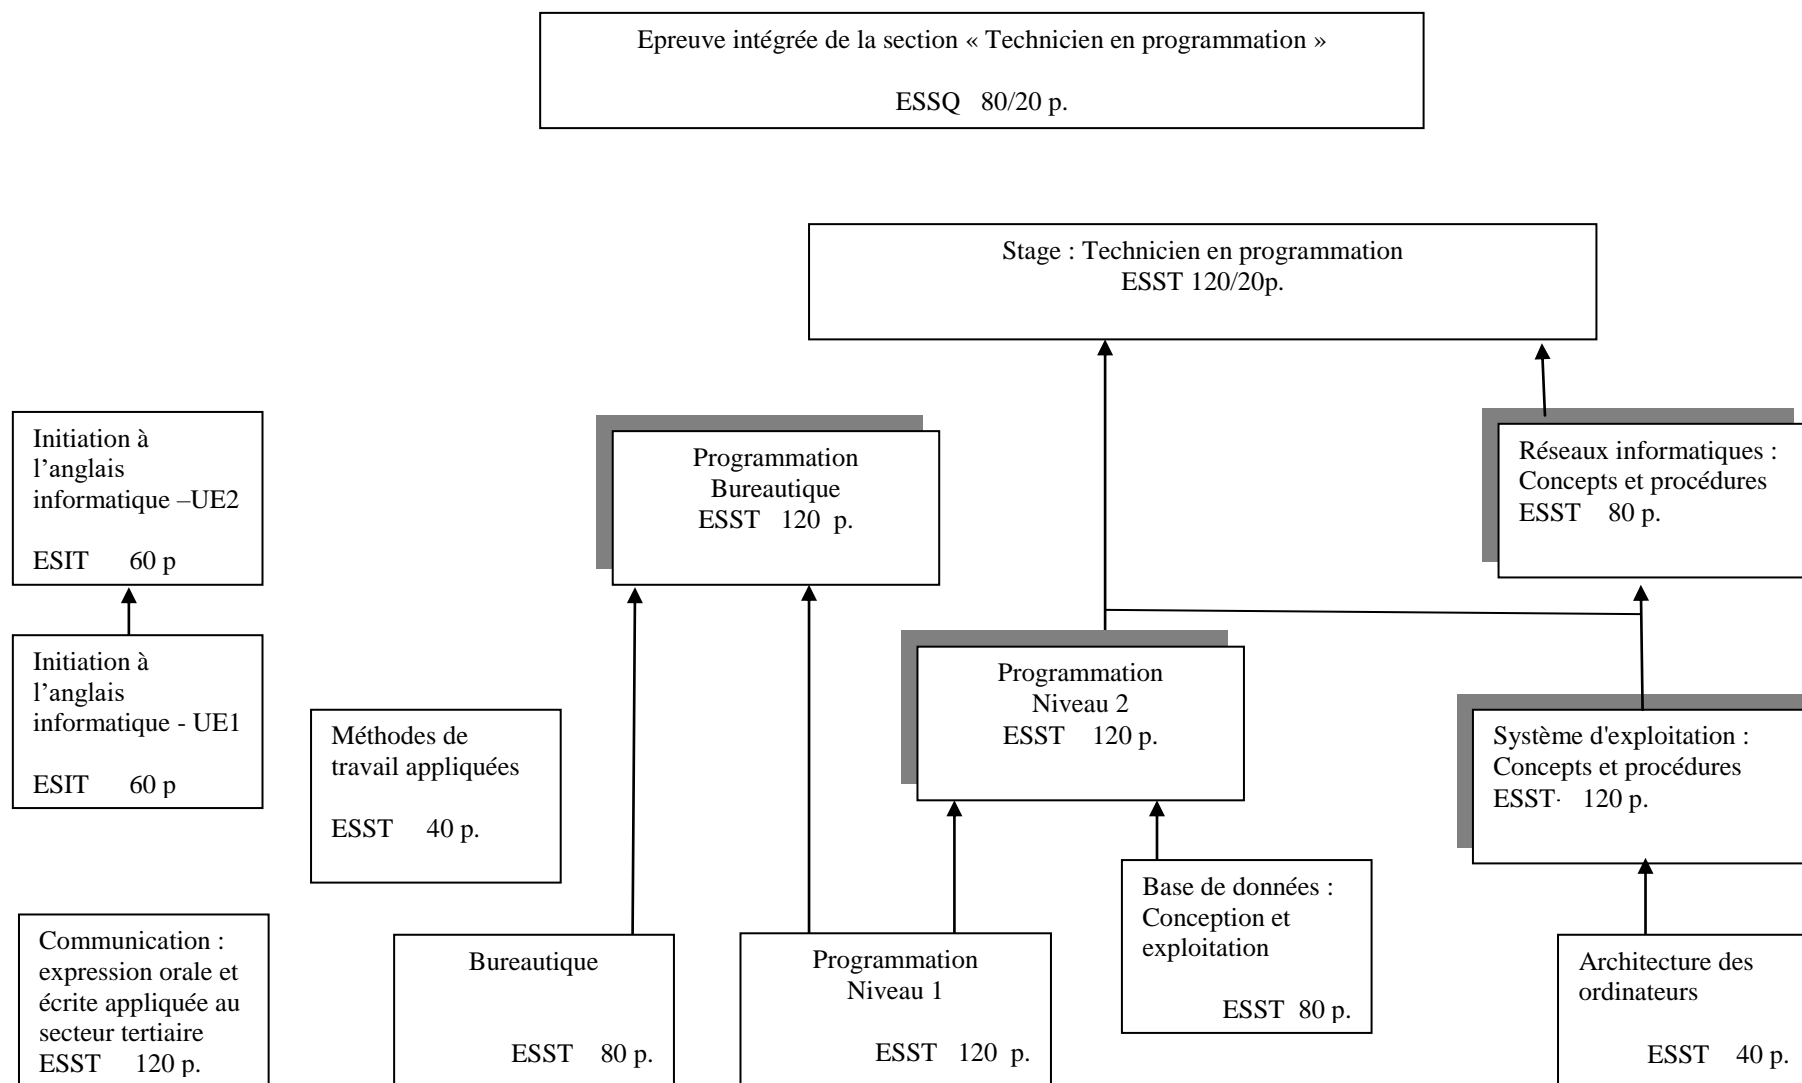 Epreuve intégrée de la section « Technicien en programmation »
ESSQ 80/20 p.
Stage : Technicien en programmation
ESST 120/20p.
Initiation à
l’anglais
informatique –UE2
ESIT 60 p
Programmation
Bureautique
ESST 120 p.
Réseaux informatiques :
Concepts et procédures
ESST 80 p.
Initiation à
l’anglais
informatique - UE1
ESIT 60 p
Méthodes de
travail appliquées
ESST 40 p.
Programmation
Niveau 2
ESST 120 p.
Système d'exploitation :
Concepts et procédures
ESST· 120 p.
Base de données :
Conception et
exploitation
ESST 80 p.
Communication :
expression orale et
écrite appliquée au
secteur tertiaire
ESST 120 p.
Bureautique
ESST 80 p.
Programmation
Niveau 1
ESST 120 p.
Architecture des
ordinateurs
ESST 40 p.